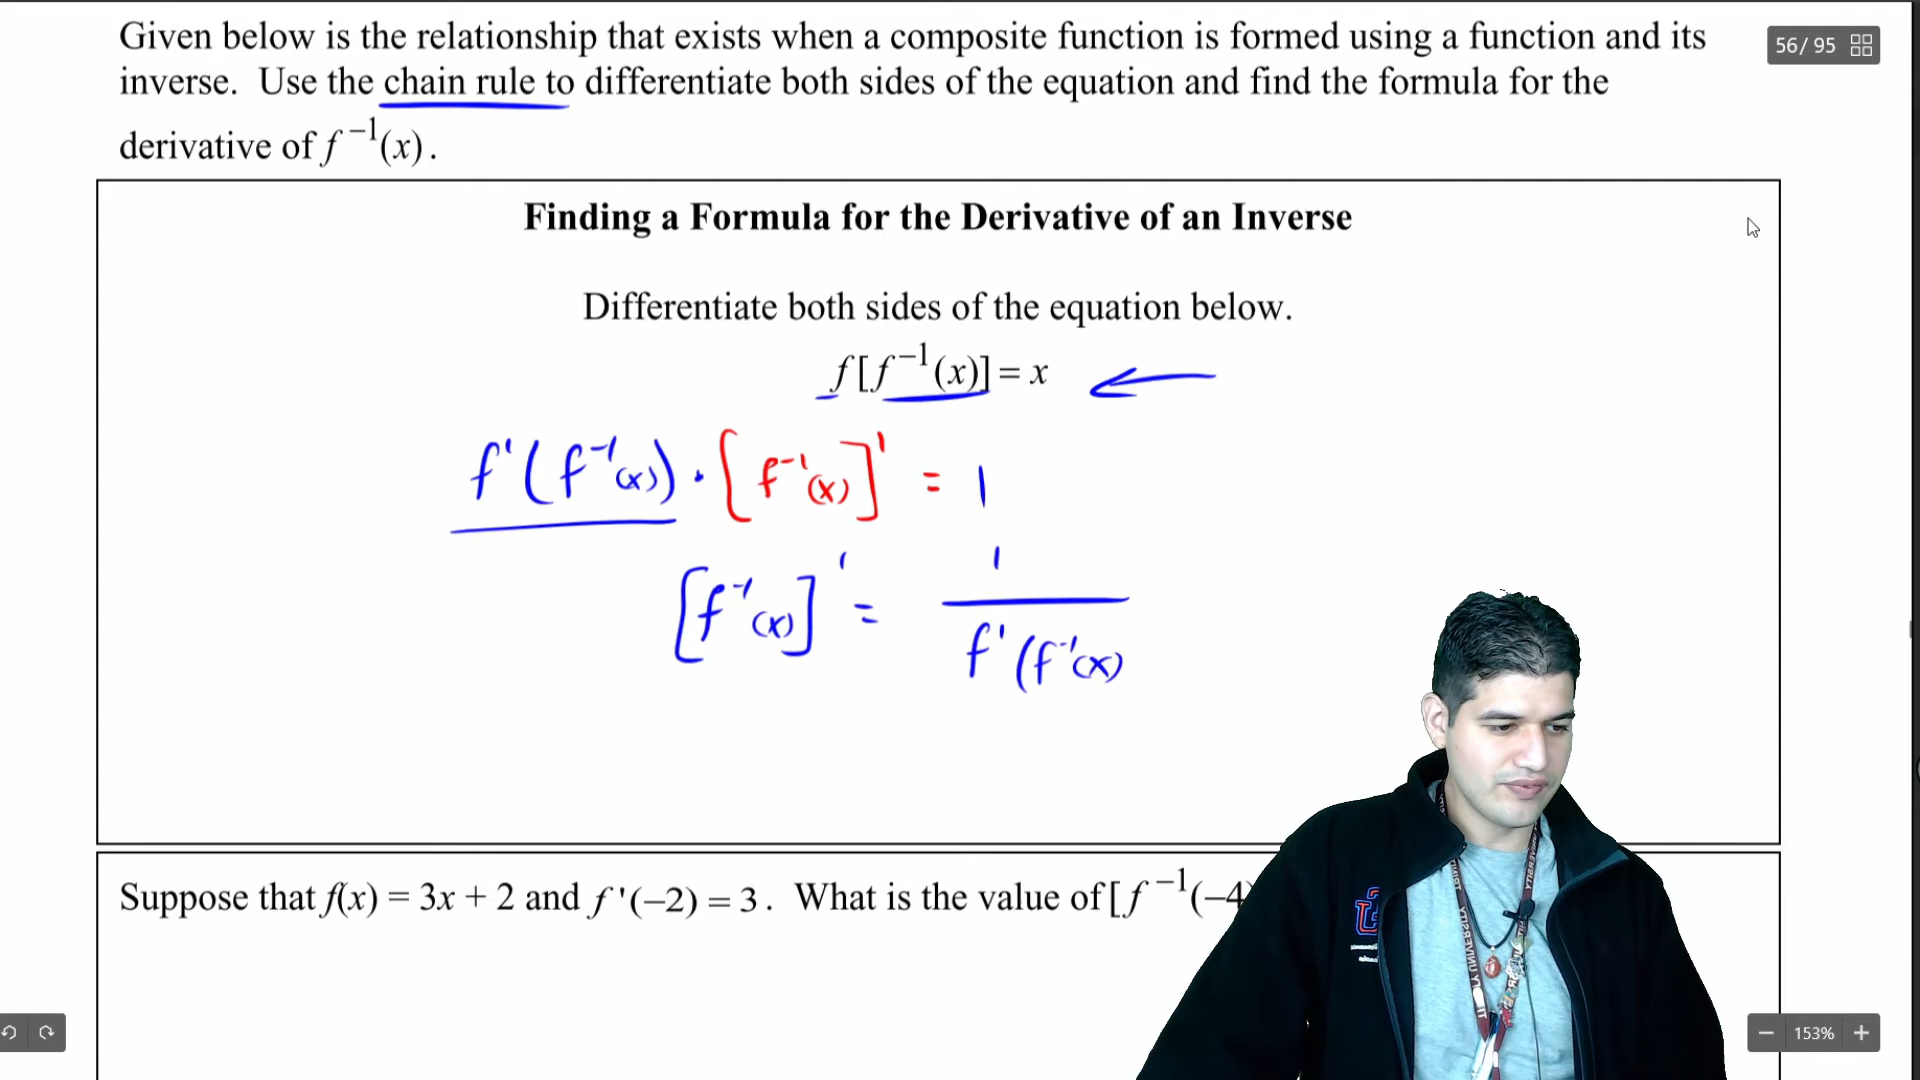 Given below is the relationship that exists when a composite function is formed using a function and its
56/ 95
inverse. Use the chain rule to differentiate both sides of the equation and find the formula for the
derivative of f⁻¹(x).
Finding a Formula for the Derivative of an Inverse
Differentiate both sides of the equation below.
f[f⁻¹(x)] = x
f'(f⁻¹(x)) · [f⁻¹(x)]' = 1
[f⁻¹(x)]' = 1 / f'(f⁻¹(x)
Suppose that f(x) = 3x + 2 and f '(−2) = 3. What is the value of [f⁻¹(−4)
153%